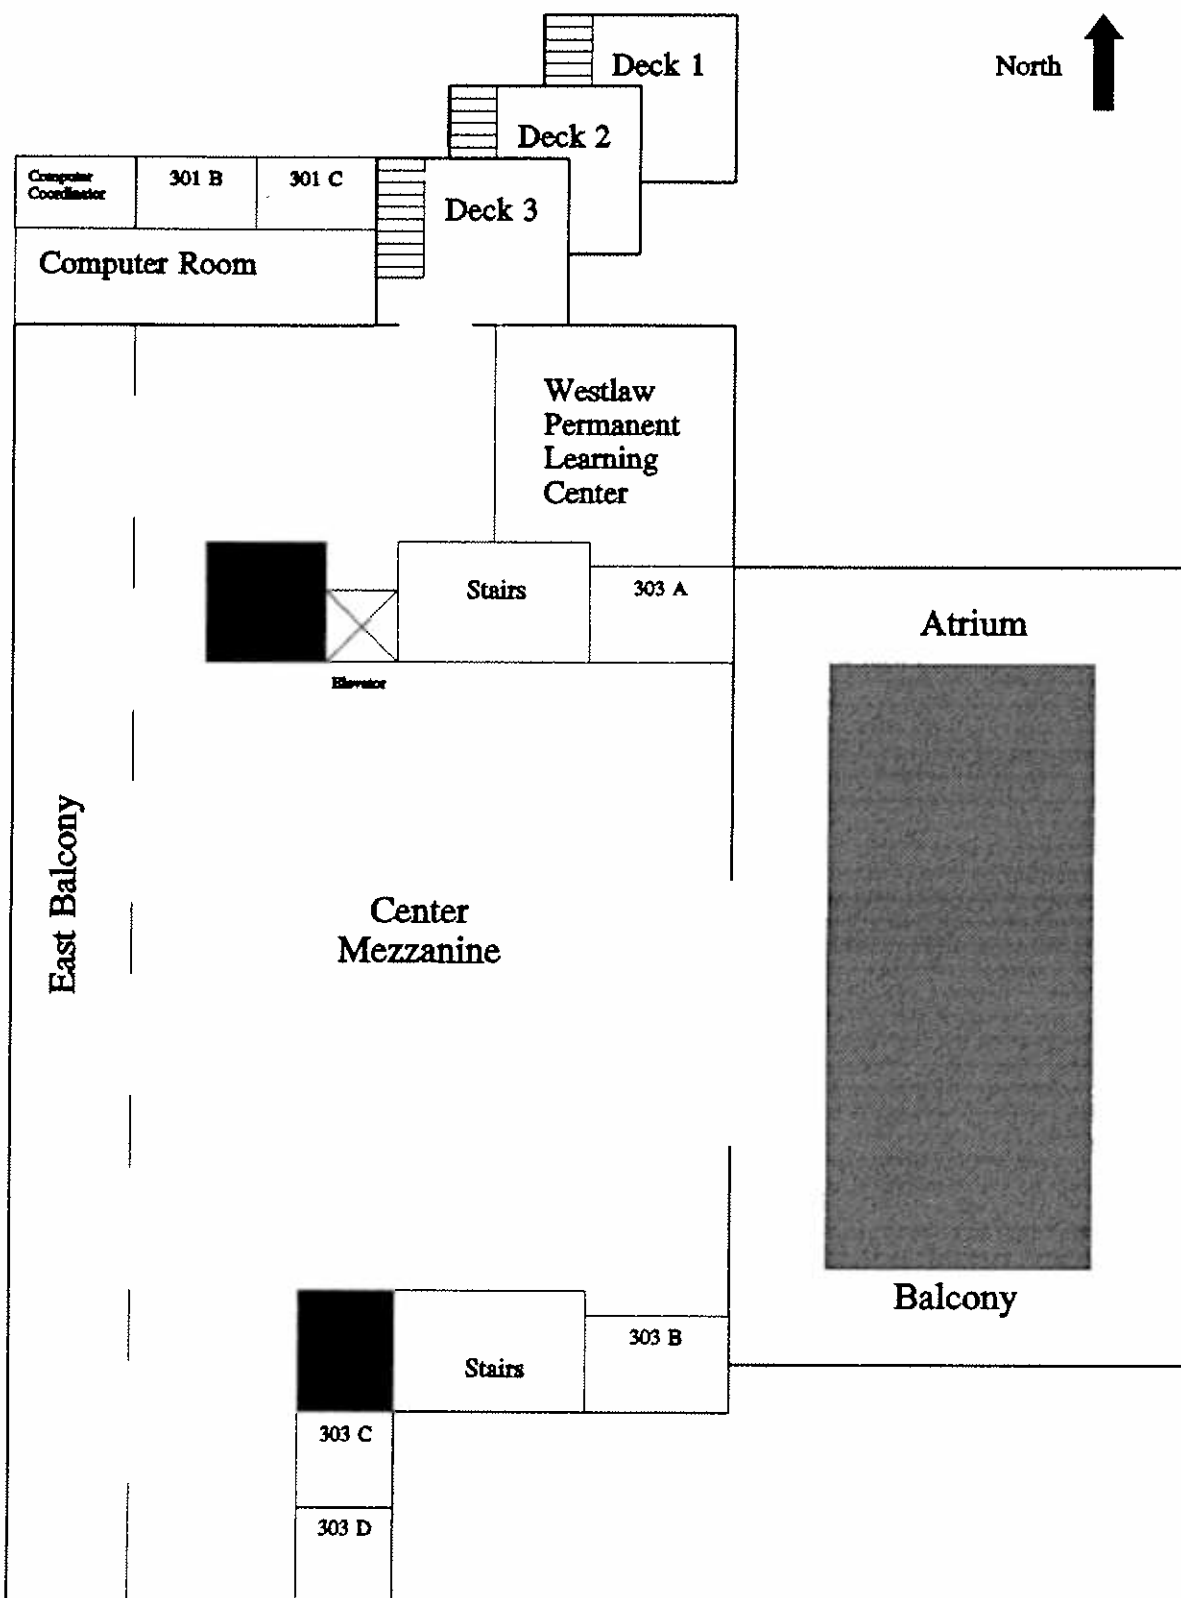 Deck 1
North
Deck 2
Computer
Coordinator
301 B
301 C
Deck 3
Computer Room
Westlaw
Permanent
Learning
Center
Stairs
303 A
Atrium
Elevator
East Balcony
Center
Mezzanine
Balcony
303 B
Stairs
303 C
303 D